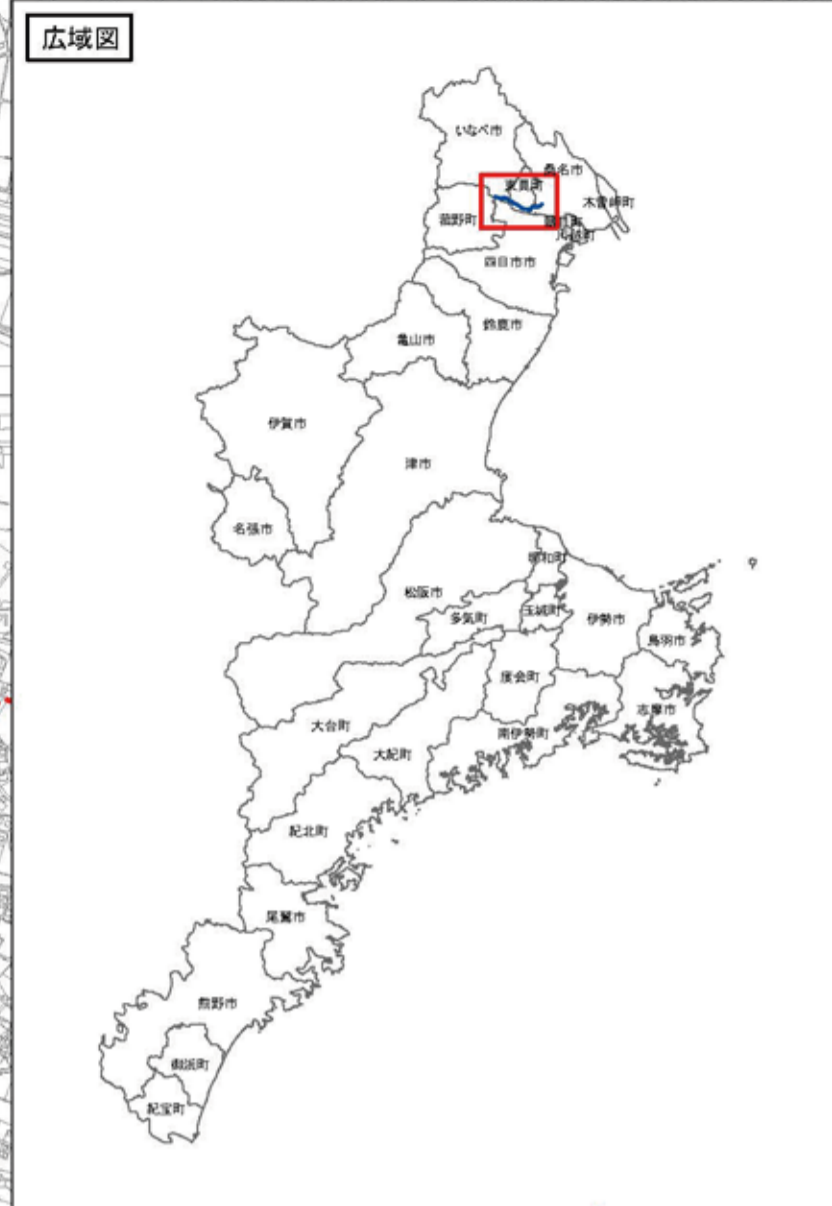 広域図
いなべ市
桑名市
東員町
木曽岬町
菰野町
朝日町
川越町
四日市市
鈴鹿市
亀山市
伊賀市
津市
名張市
明和町
松阪市
多気町
玉城町
伊勢市
鳥羽市
度会町
志摩市
大台町
南伊勢町
大紀町
紀北町
尾鷲市
熊野市
御浜町
紀宝町